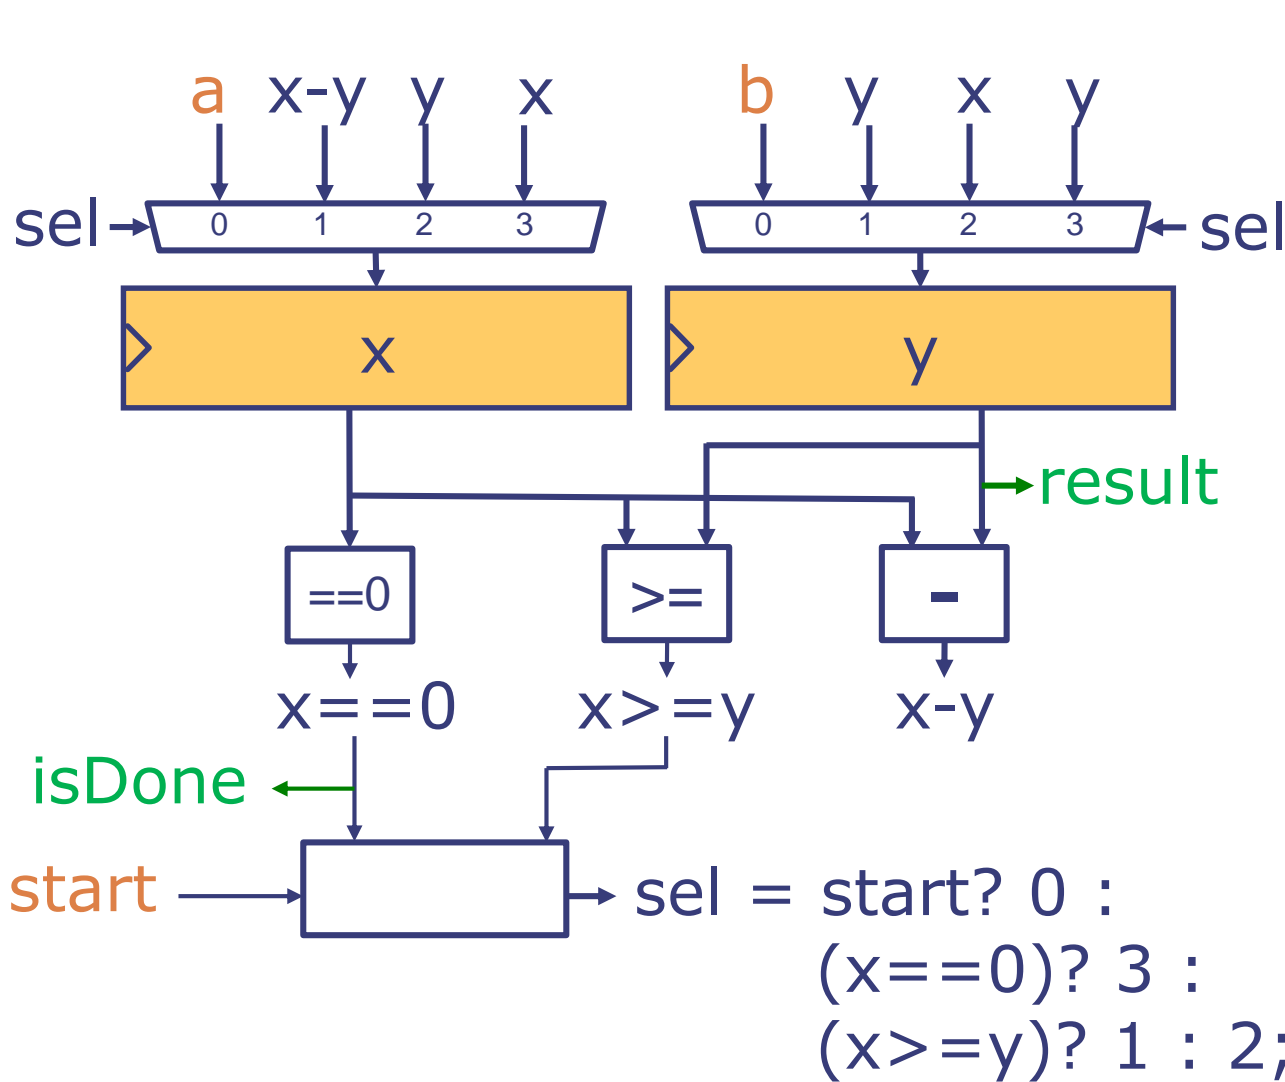 a x-y y x b y x y
sel 0 1 2 3 0 1 2 3 sel
x y
result
==0 >= -
x==0 x>=y x-y
isDone
start sel = start? 0 :
(x==0)? 3 :
(x>=y)? 1 : 2;